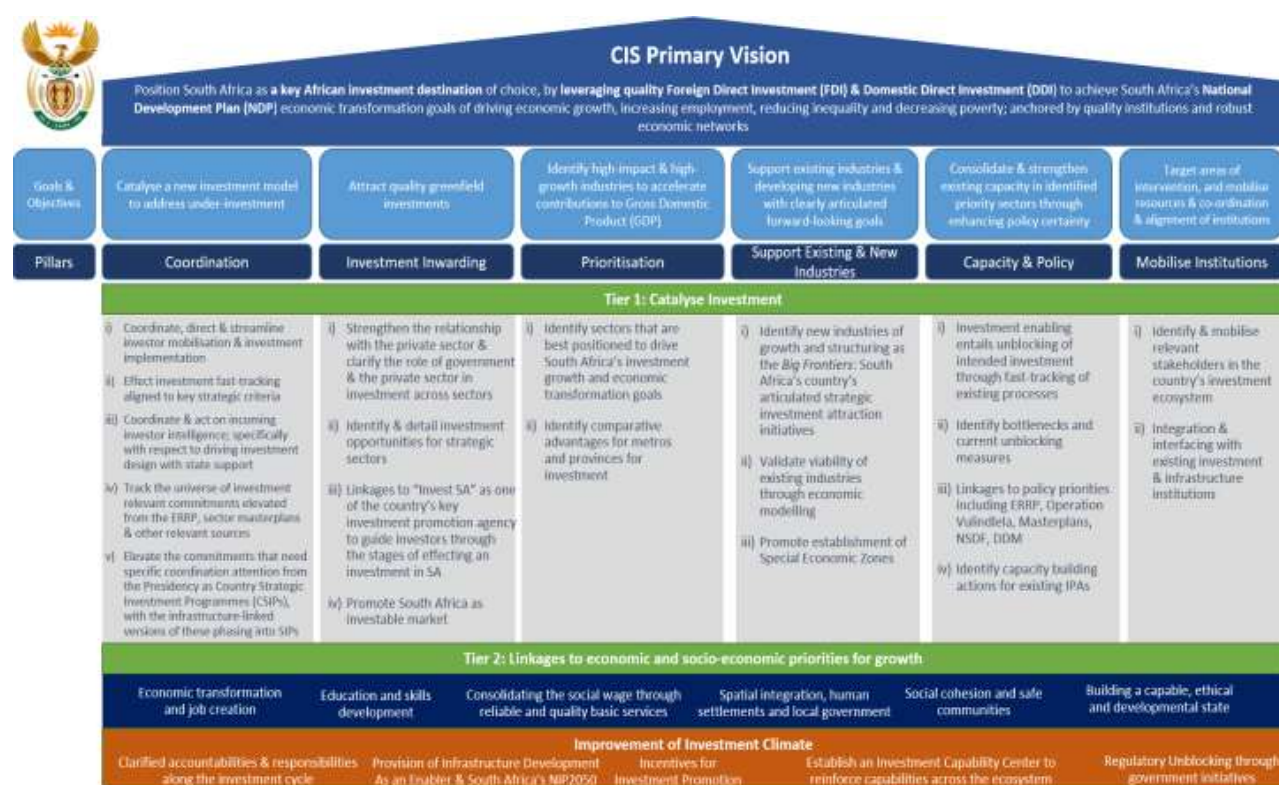 CIS Primary Vision
Position South Africa as a key African investment destination of choice, by leveraging quality Foreign Direct Investment (FDI) & Domestic Direct Investment (DDI) to achieve South Africa's National
Development Plan (NDP) economic transformation goals of driving economic growth, increasing employment, reducing inequality and decreasing poverty; anchored by quality institutions and robust
economic networks
Goals &
Objectives
Catalyse a new investment model
to address under-investment
Attract quality greenfield
investments
Identify high-impact & high-
growth industries to accelerate
contributions to Gross Domestic
Product (GDP)
Support existing industries &
developing new industries
with clearly articulated
forward-looking goals
Consolidate & strengthen
existing capacity in identified
priority sectors through
enhancing policy certainty
Target areas of
intervention, and mobilise
resources & co-ordination
& alignment of institutions
Pillars
Coordination
Investment Inwarding
Prioritisation
Support Existing & New
Industries
Capacity & Policy
Mobilise Institutions
Tier 1: Catalyse Investment
i) Coordinate, direct & streamline
investor mobilisation & investment
implementation
ii) Effect investment fast-tracking
aligned to key strategic criteria
iii) Coordinate & act on incoming
investor intelligence; specifically
with respect to driving investment
design with state support
iv) Track the universe of investment
relevant commitments elevated
from the ERRP, sector masterplans
& other relevant sources
v) Elevate the commitments that need
specific coordination attention from
the Presidency as Country Strategic
Investment Programmes (CSIPs),
with the infrastructure-linked
versions of these phasing into SIPs
i) Strengthen the relationship
with the private sector &
clarify the role of government
& the private sector in
investment across sectors
ii) Identify & detail investment
opportunities for strategic
sectors
iii) Linkages to "Invest SA" as one
of the country's key
investment promotion agency
to guide investors through
the stages of effecting an
investment in SA
iv) Promote South Africa as
investable market
i) Identify sectors that are
best positioned to drive
South Africa's investment
growth and economic
transformation goals
ii) Identify comparative
advantages for metros
and provinces for
investment
i) Identify new industries of
growth and structuring as
the Big Frontiers: South
Africa's country's
articulated strategic
investment attraction
initiatives
ii) Validate viability of
existing industries
through economic
modelling
iii) Promote establishment of
Special Economic Zones
i) Investment enabling
entails unblocking of
intended investment
through fast-tracking of
existing processes
ii) Identify bottlenecks and
current unblocking
measures
iii) Linkages to policy priorities
including ERRP, Operation
Vulindlela, Masterplans,
NSDF, DDM
iv) Identify capacity building
actions for existing IPAs
i) Identify & mobilise
relevant
stakeholders in the
country's investment
ecosystem
ii) Integration &
interfacing with
existing investment
& infrastructure
institutions
Tier 2: Linkages to economic and socio-economic priorities for growth
Economic transformation
and job creation
Education and skills
development
Consolidating the social wage through
reliable and quality basic services
Spatial integration, human
settlements and local government
Social cohesion and safe
communities
Building a capable, ethical
and developmental state
Improvement of Investment Climate
Clarified accountabilities & responsibilities
along the investment cycle
Provision of Infrastructure Development
As an Enabler & South Africa's NIP2050
Incentives for
Investment Promotion
Establish an Investment Capability Center to
reinforce capabilities across the ecosystem
Regulatory Unblocking through
government initiatives